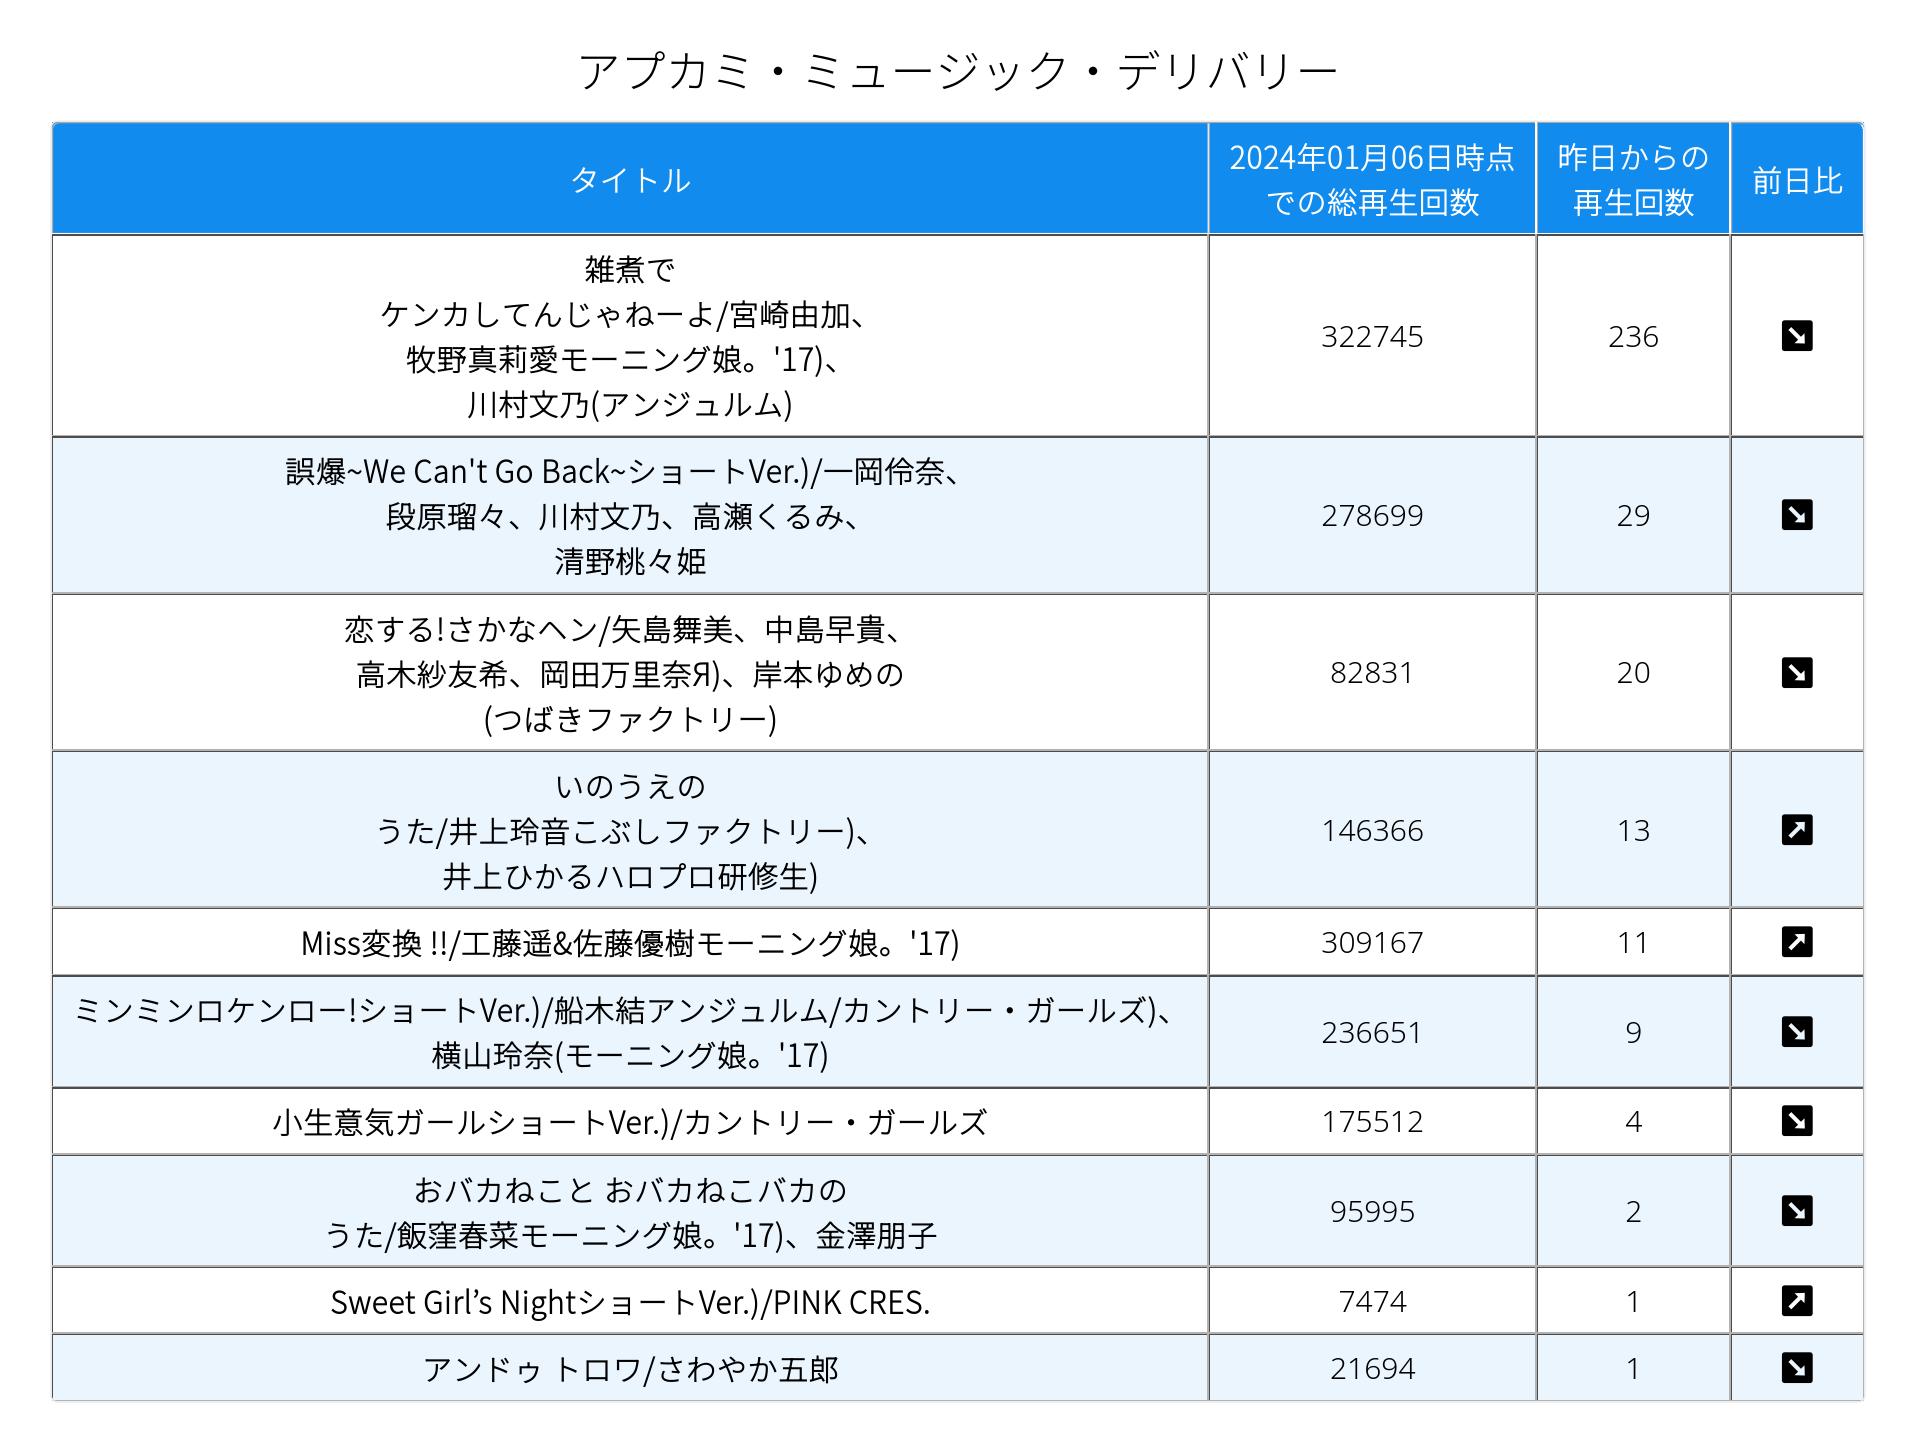 アプカミ・ミュージック・デリバリー
タイトル
2024年01月06日時点
での総再生回数
昨日からの
再生回数
前日比
雑煮で
ケンカしてんじゃねーよ/宮崎由加、
牧野真莉愛モーニング娘。'17)、
川村文乃(アンジュルム)
322745
236
誤爆~We Can't Go Back~ショートVer.)/一岡伶奈、
段原瑠々、川村文乃、高瀬くるみ、
清野桃々姫
278699
29
恋する!さかなヘン/矢島舞美、中島早貴、
高木紗友希、岡田万里奈Я)、岸本ゆめの
(つばきファクトリー)
82831
20
いのうえの
うた/井上玲音こぶしファクトリー)、
井上ひかるハロプロ研修生)
146366
13
Miss変換 !!/工藤遥&佐藤優樹モーニング娘。'17)
309167
11
ミンミンロケンロー!ショートVer.)/船木結アンジュルム/カントリー・ガールズ)、
横山玲奈(モーニング娘。'17)
236651
9
小生意気ガールショートVer.)/カントリー・ガールズ
175512
4
おバカねこと おバカねこバカの
うた/飯窪春菜モーニング娘。'17)、金澤朋子
95995
2
Sweet Girl’s NightショートVer.)/PINK CRES.
7474
1
アンドゥ トロワ/さわやか五郎
21694
1